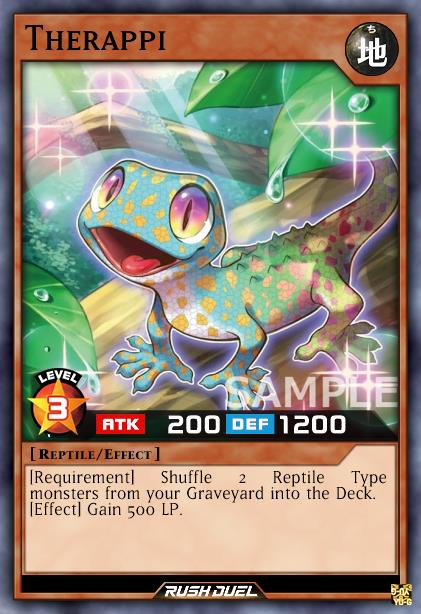 Therappi
ち
地
SAMPLE
LEVEL
3
ATK 200 DEF 1200
[Reptile/Effect]
[Requirement] Shuffle 2 Reptile Type
monsters from your Graveyard into the Deck.
[Effect] Gain 500 LP.
RUSH DUEL